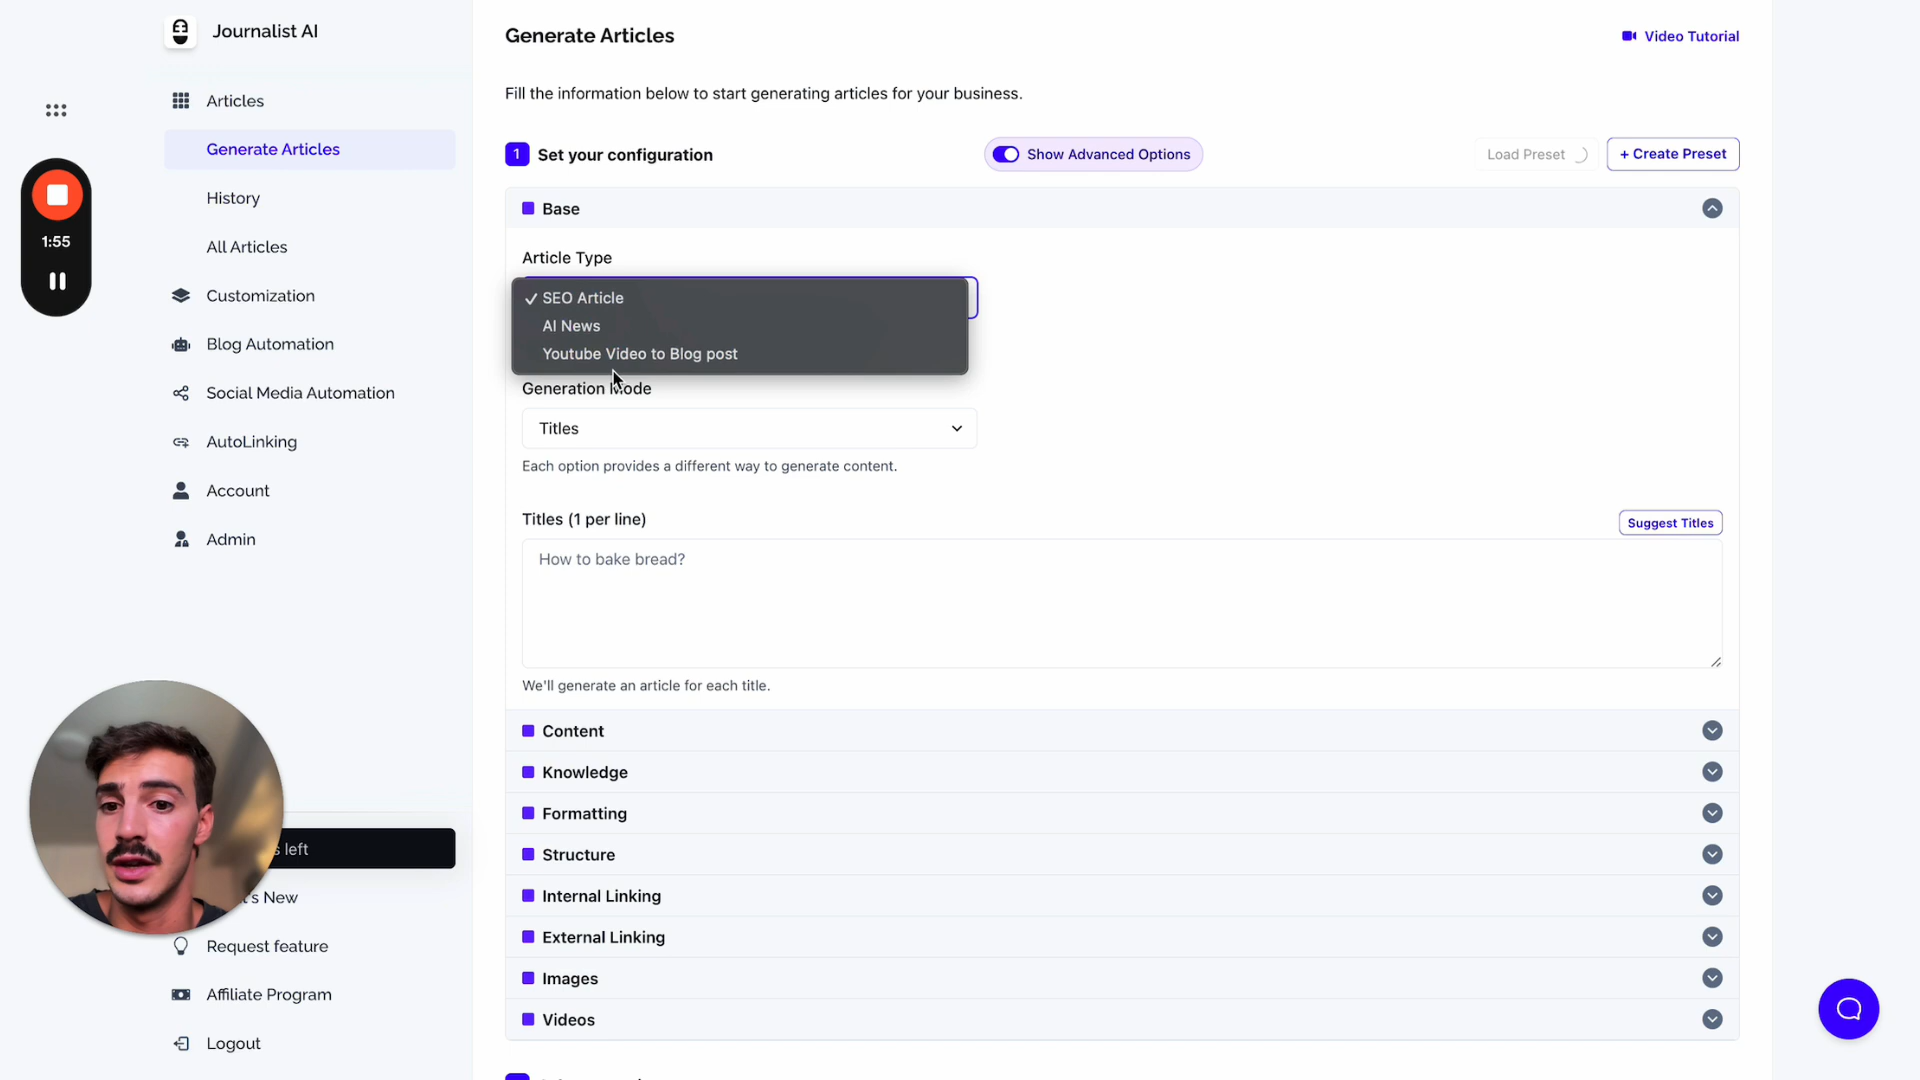 Journalist AI
Articles
Generate Articles
History
All Articles
Customization
Blog Automation
Social Media Automation
AutoLinking
Account
Admin
1:55
s left
's New
Request feature
Affiliate Program
Logout
Generate Articles
Video Tutorial
Fill the information below to start generating articles for your business.
1 Set your configuration
Show Advanced Options
Load Preset
+ Create Preset
Base
Article Type
✓ SEO Article
AI News
Youtube Video to Blog post
Generation Mode
Titles
Each option provides a different way to generate content.
Titles (1 per line)
Suggest Titles
How to bake bread?
We'll generate an article for each title.
Content
Knowledge
Formatting
Structure
Internal Linking
External Linking
Images
Videos